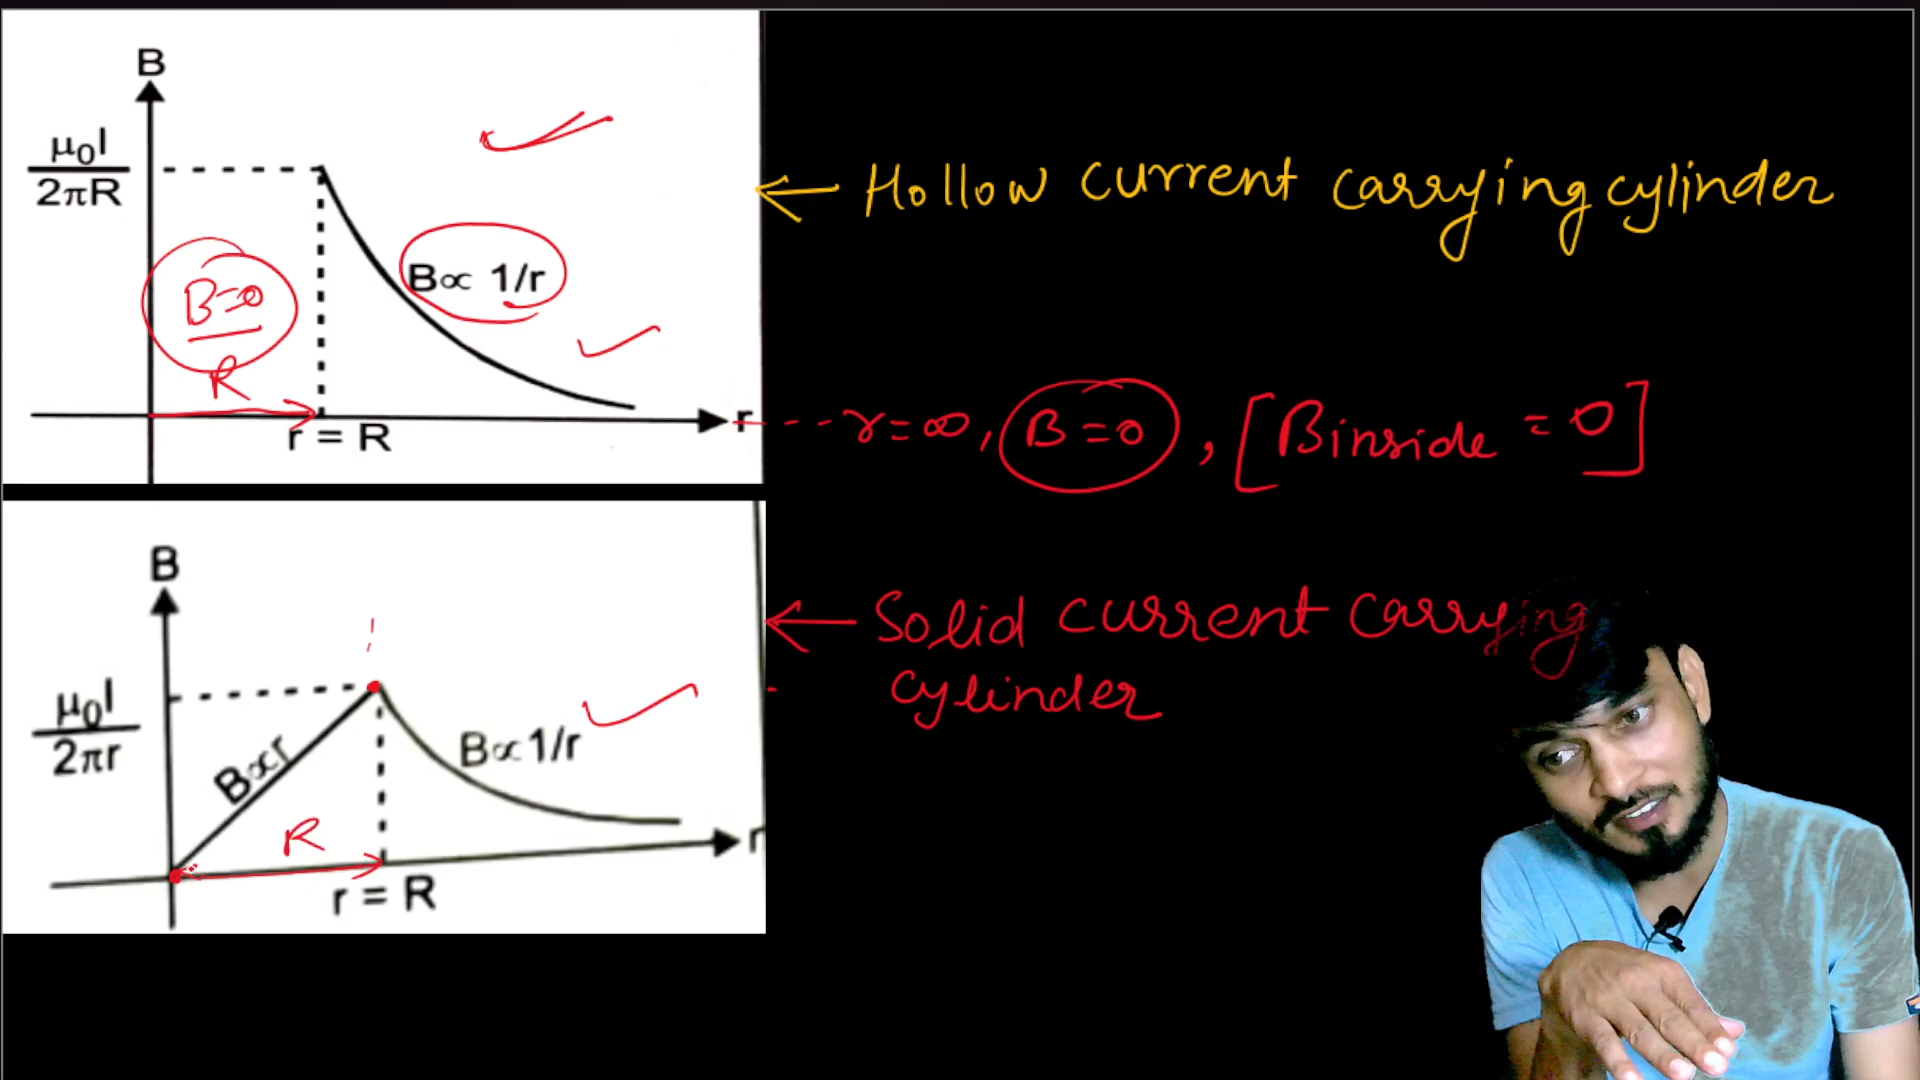 B
μ₀I
2πR
B=0
R
B∝ 1/r
r = R
r
← Hollow current carrying cylinder
r=∞, B=0, [Binside = 0]
B
μ₀I
2πr
B∝r
R
B∝1/r
r = R
r
← Solid current carrying
cylinder